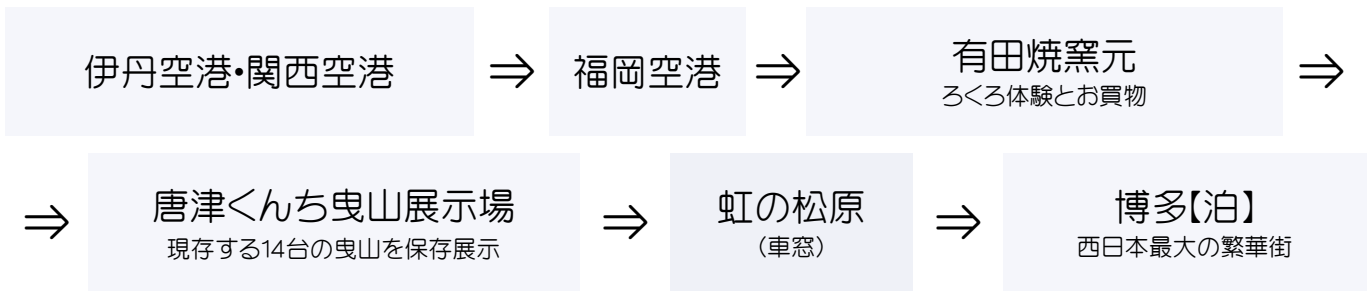 伊丹空港・関西空港
⇒
福岡空港
⇒
有田焼窯元
ろくろ体験とお買物
⇒
⇒
唐津くんち曳山展示場
現存する14台の曳山を保存展示
⇒
虹の松原
（車窓）
⇒
博多【泊】
西日本最大の繁華街